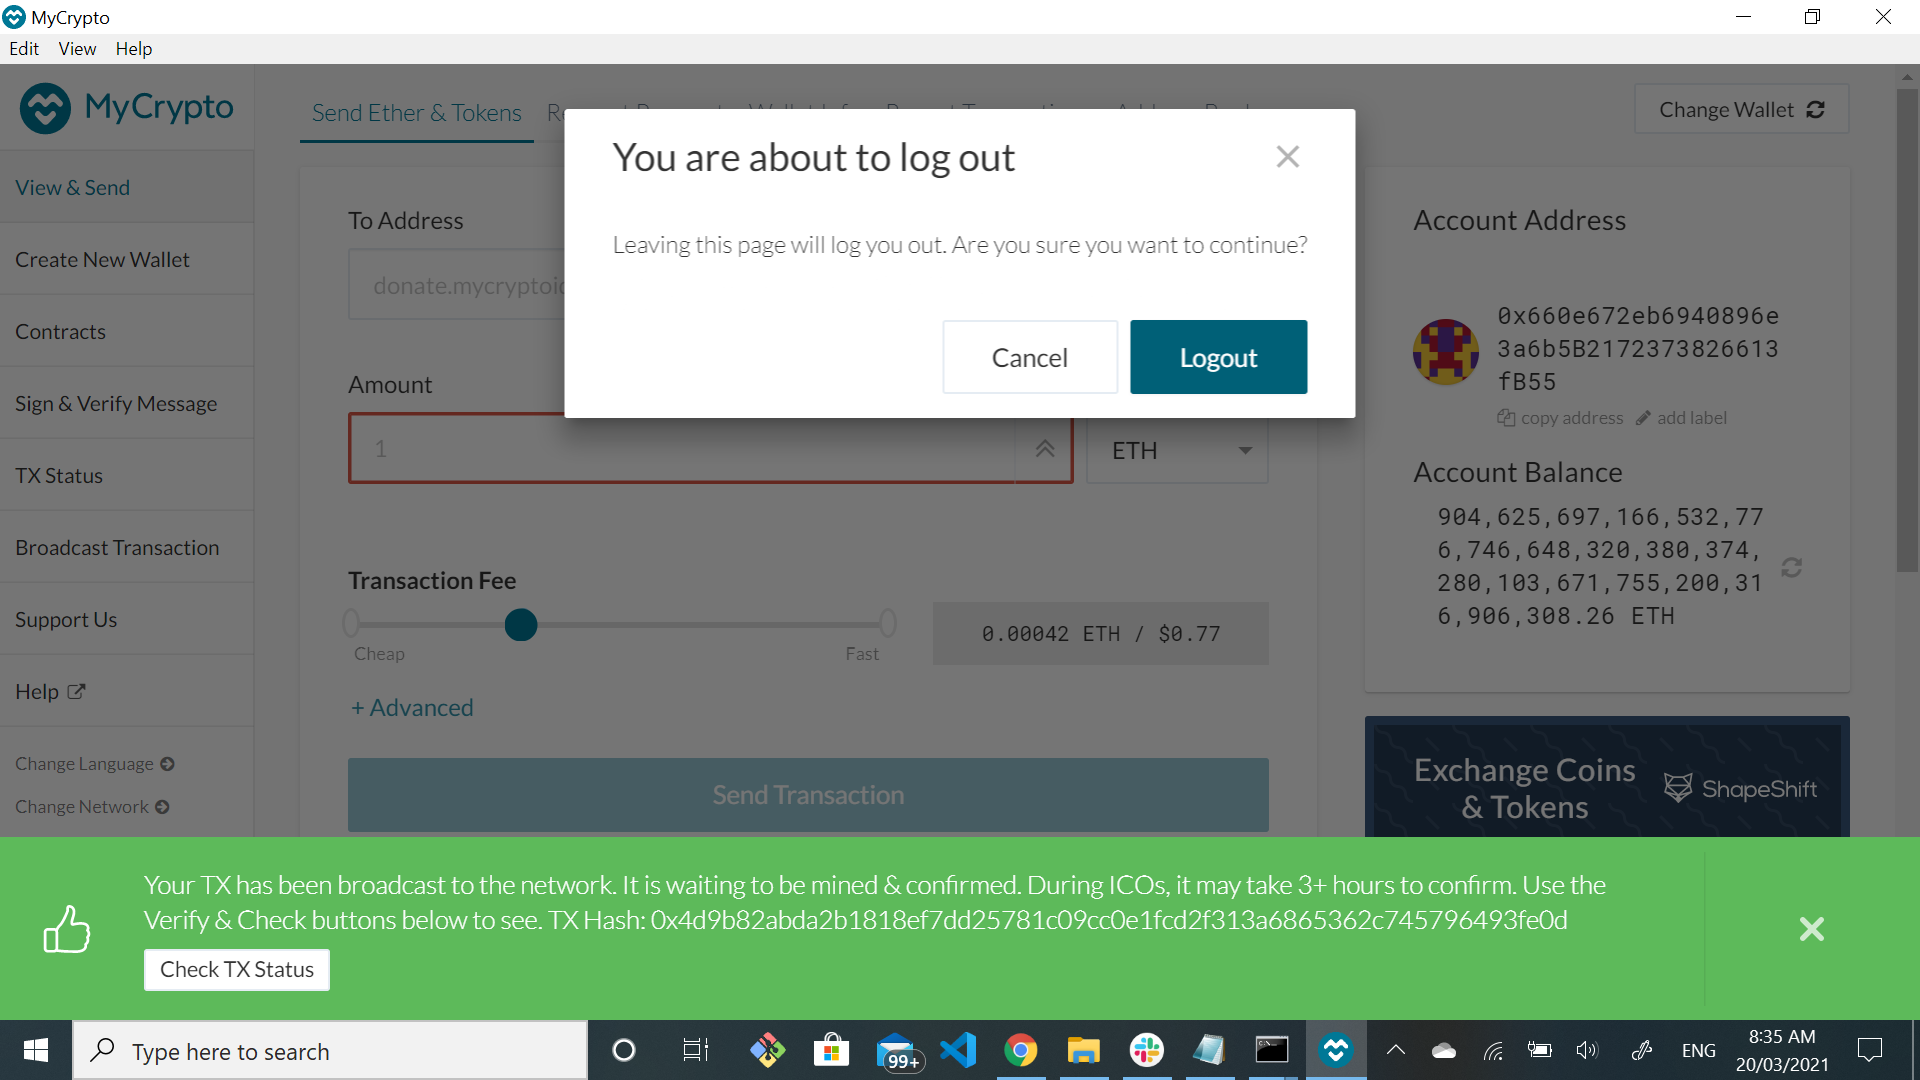 MyCrypto
Edit View Help
MyCrypto
Send Ether & Tokens
Change Wallet
View & Send
Create New Wallet
Contracts
Sign & Verify Message
TX Status
Broadcast Transaction
Support Us
Help
Change Language
Change Network
To Address
donate.mycryptoi
Amount
1
ETH
Transaction Fee
Cheap
Fast
0.00042 ETH / $0.77
+ Advanced
Send Transaction
You are about to log out
Leaving this page will log you out. Are you sure you want to continue?
Cancel
Logout
Account Address
0x660e672eb6940896e
3a6b5B2172373826613
fB55
copy address add label
Account Balance
904,625,697,166,532,77
6,746,648,320,380,374,
280,103,671,755,200,31
6,906,308.26 ETH
Exchange Coins
& Tokens
ShapeShift
Your TX has been broadcast to the network. It is waiting to be mined & confirmed. During ICOs, it may take 3+ hours to confirm. Use the
Verify & Check buttons below to see. TX Hash: 0x4d9b82abda2b1818ef7dd25781c09cc0e1fcd2f313a6865362c745796493fe0d
Check TX Status
Type here to search
99+
ENG
8:35 AM
20/03/2021